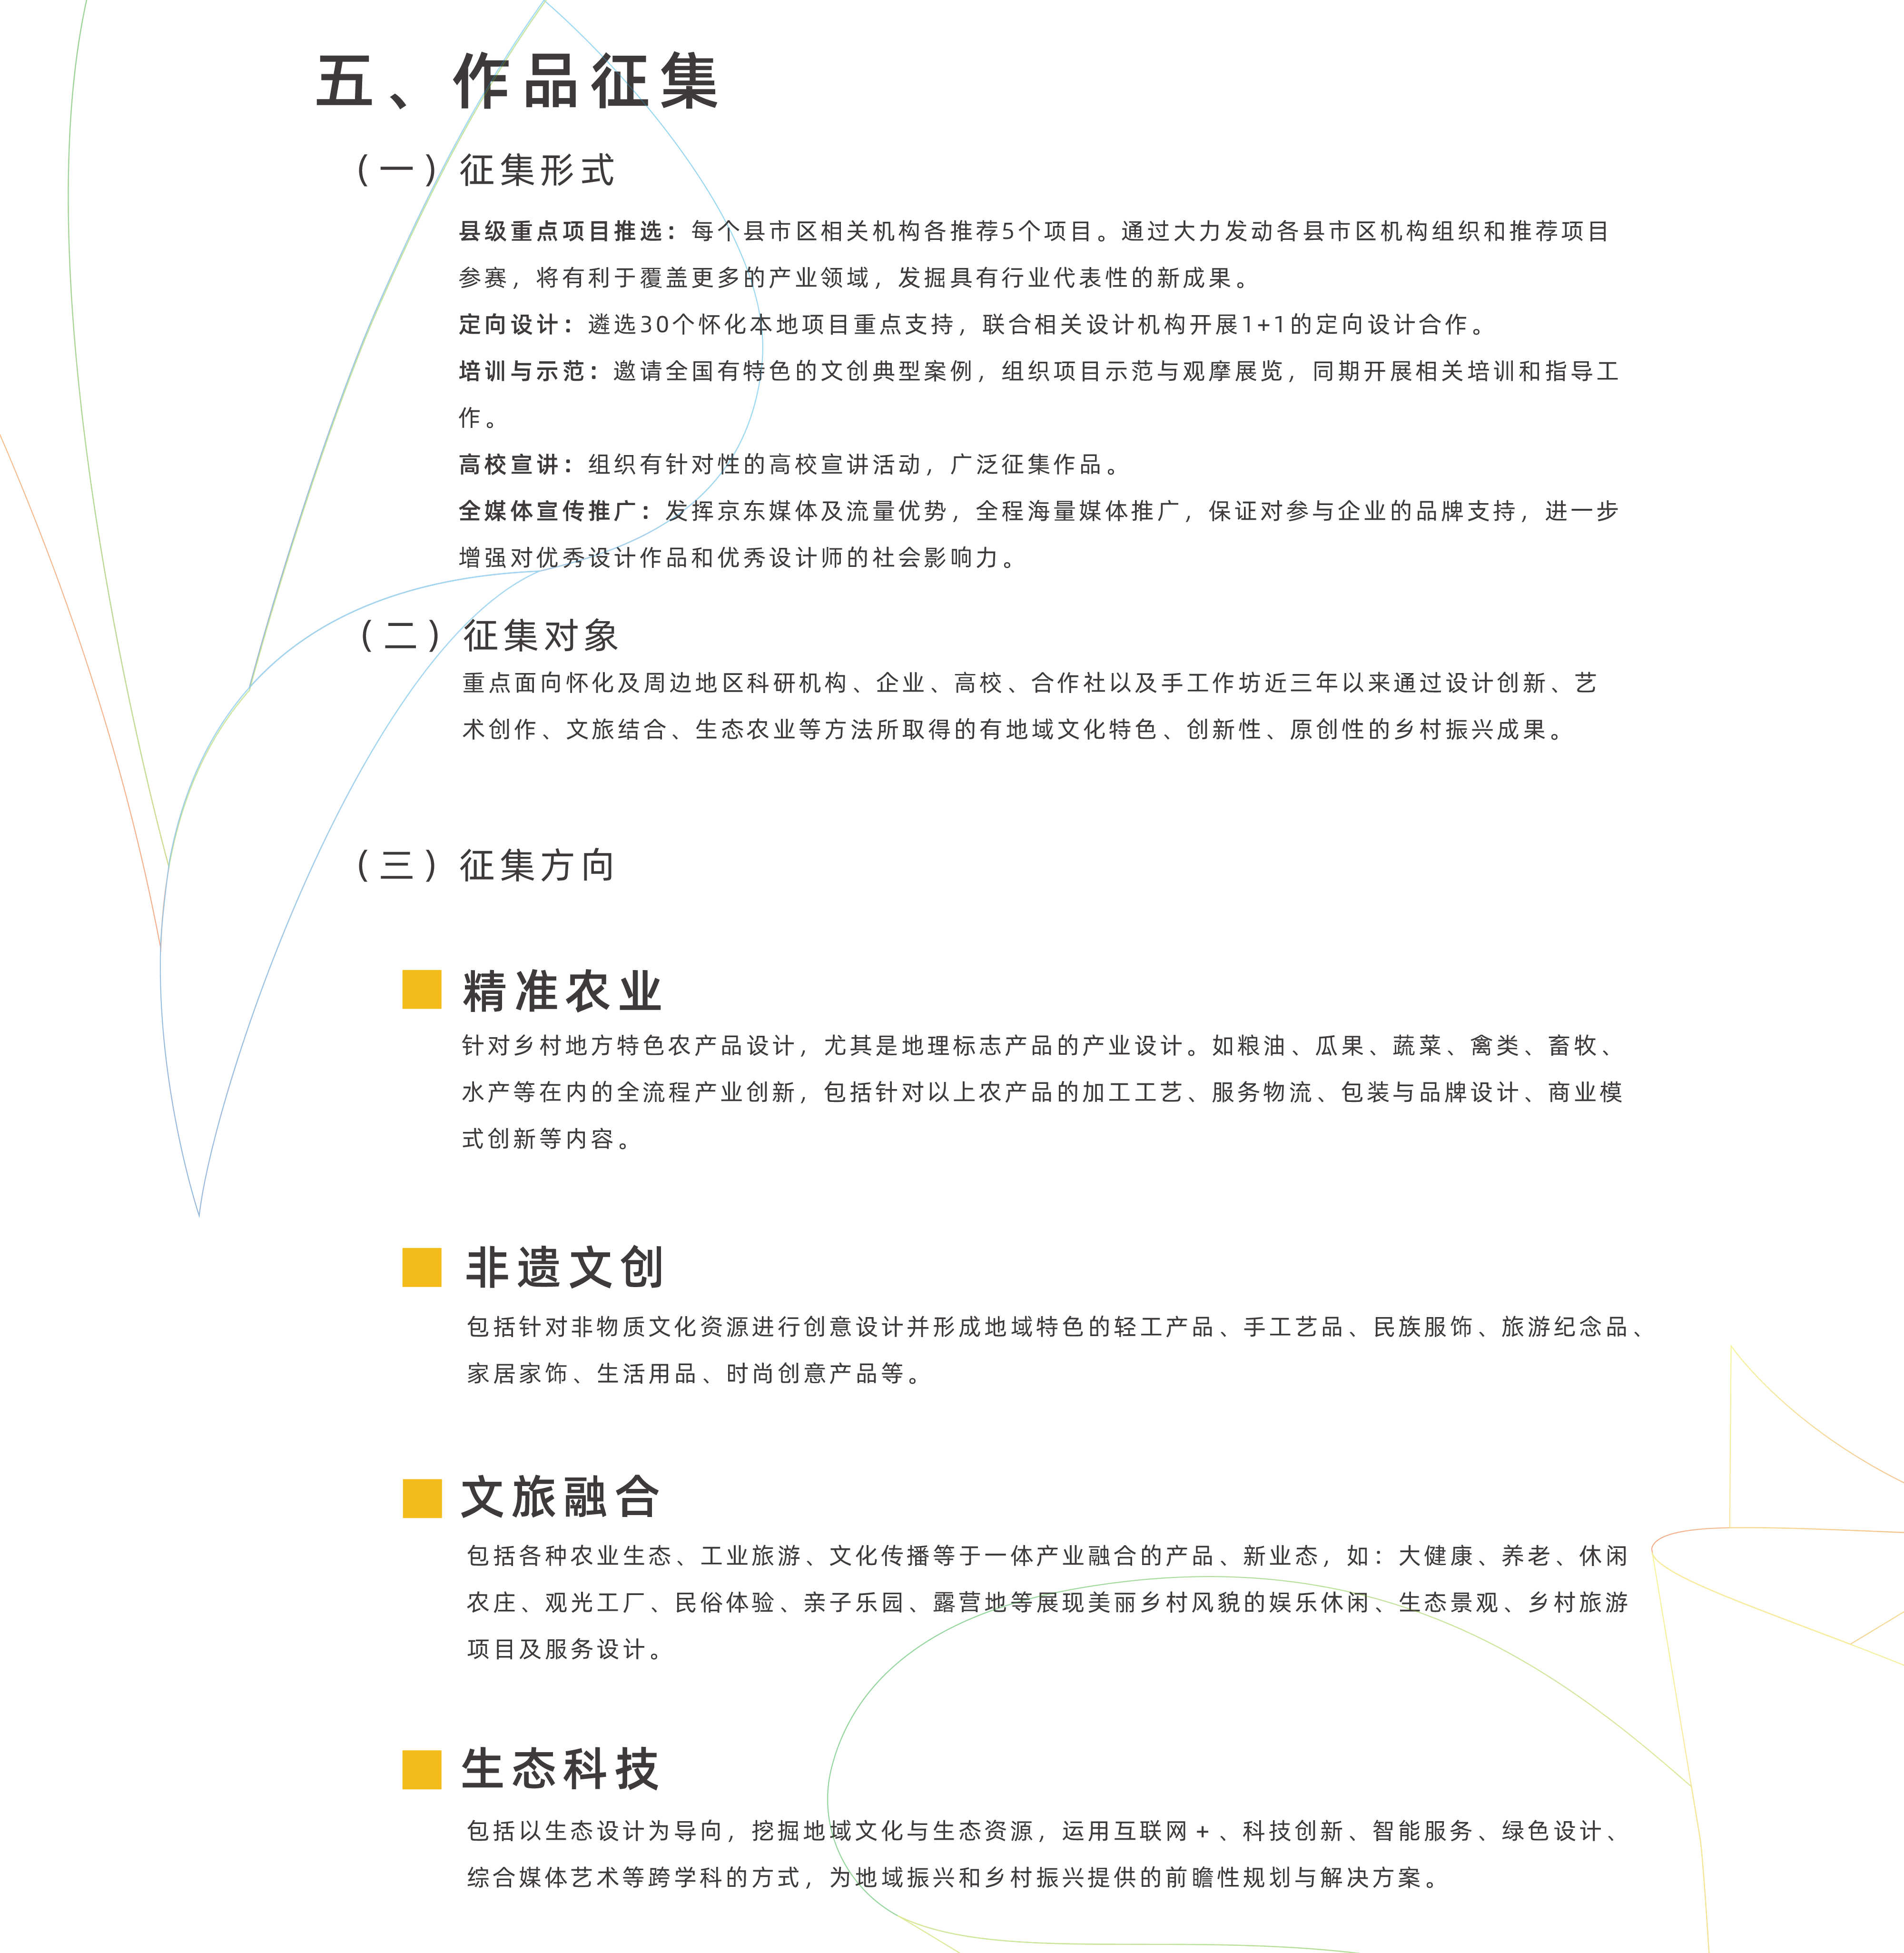 五、作品征集
（一）征集形式
县级重点项目推选：每个县市区相关机构各推荐5个项目。通过大力发动各县市区机构组织和推荐项目
参赛，将有利于覆盖更多的产业领域，发掘具有行业代表性的新成果。
定向设计：遴选30个怀化本地项目重点支持，联合相关设计机构开展1+1的定向设计合作。
培训与示范：邀请全国有特色的文创典型案例，组织项目示范与观摩展览，同期开展相关培训和指导工
作。
高校宣讲：组织有针对性的高校宣讲活动，广泛征集作品。
全媒体宣传推广：发挥京东媒体及流量优势，全程海量媒体推广，保证对参与企业的品牌支持，进一步
增强对优秀设计作品和优秀设计师的社会影响力。
（二）征集对象
重点面向怀化及周边地区科研机构、企业、高校、合作社以及手工作坊近三年以来通过设计创新、艺
术创作、文旅结合、生态农业等方法所取得的有地域文化特色、创新性、原创性的乡村振兴成果。
（三）征集方向
精准农业
针对乡村地方特色农产品设计，尤其是地理标志产品的产业设计。如粮油、瓜果、蔬菜、禽类、畜牧、
水产等在内的全流程产业创新，包括针对以上农产品的加工工艺、服务物流、包装与品牌设计、商业模
式创新等内容。
非遗文创
包括针对非物质文化资源进行创意设计并形成地域特色的轻工产品、手工艺品、民族服饰、旅游纪念品、
家居家饰、生活用品、时尚创意产品等。
文旅融合
包括各种农业生态、工业旅游、文化传播等于一体产业融合的产品、新业态，如：大健康、养老、休闲
农庄、观光工厂、民俗体验、亲子乐园、露营地等展现美丽乡村风貌的娱乐休闲、生态景观、乡村旅游
项目及服务设计。
生态科技
包括以生态设计为导向，挖掘地域文化与生态资源，运用互联网＋、科技创新、智能服务、绿色设计、
综合媒体艺术等跨学科的方式，为地域振兴和乡村振兴提供的前瞻性规划与解决方案。